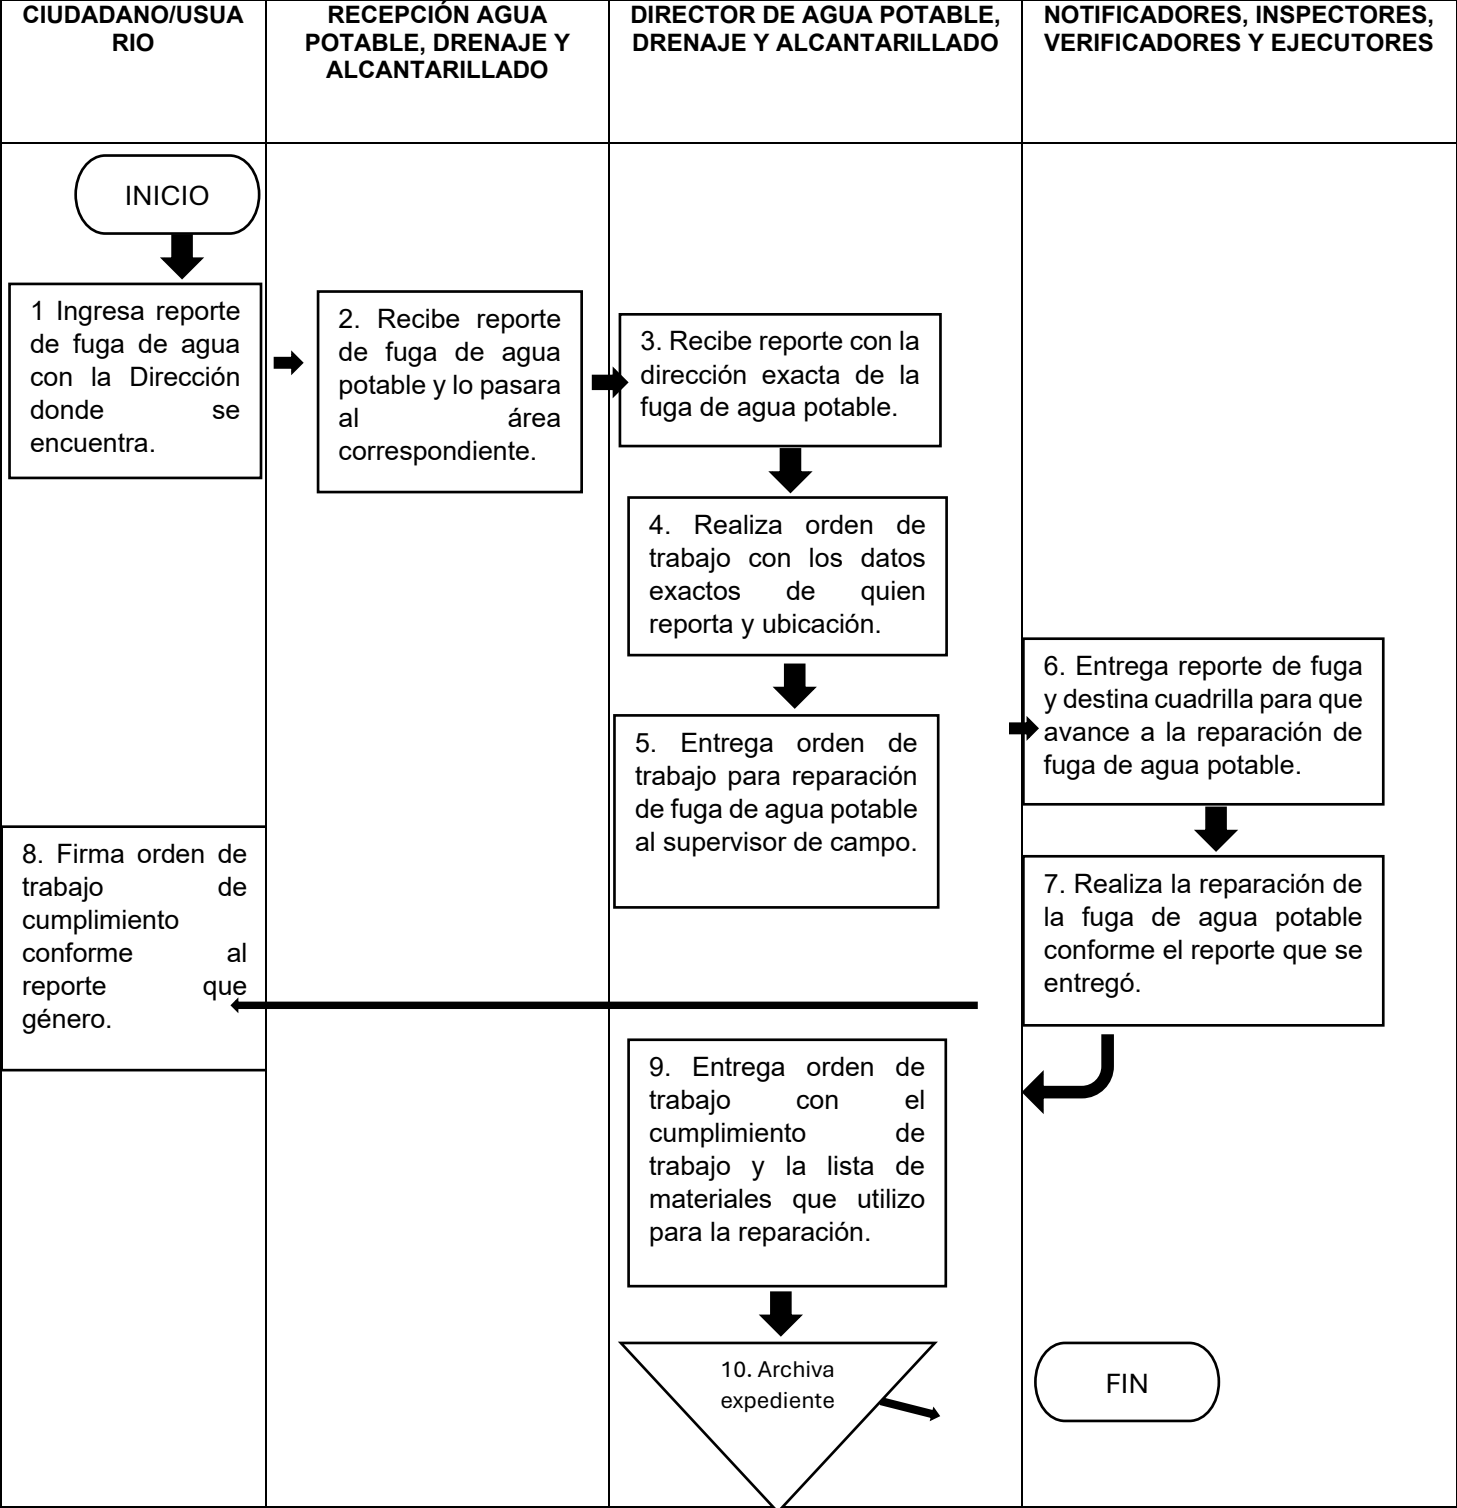 CIUDADANO/USUA
RIO
RECEPCIÓN AGUA
POTABLE, DRENAJE Y
ALCANTARILLADO
DIRECTOR DE AGUA POTABLE,
DRENAJE Y ALCANTARILLADO
NOTIFICADORES, INSPECTORES,
VERIFICADORES Y EJECUTORES
INICIO
1 Ingresa reporte
de fuga de agua
con la Dirección
donde se
encuentra.
2. Recibe reporte
de fuga de agua
potable y lo pasara
al área
correspondiente.
3. Recibe reporte con la
dirección exacta de la
fuga de agua potable.
4. Realiza orden de
trabajo con los datos
exactos de quien
reporta y ubicación.
5. Entrega orden de
trabajo para reparación
de fuga de agua potable
al supervisor de campo.
6. Entrega reporte de fuga
y destina cuadrilla para que
avance a la reparación de
fuga de agua potable.
7. Realiza la reparación de
la fuga de agua potable
conforme el reporte que se
entregó.
8. Firma orden de
trabajo de
cumplimiento
conforme al
reporte que
género.
9. Entrega orden de
trabajo con el
cumplimiento de
trabajo y la lista de
materiales que utilizo
para la reparación.
10. Archiva
expediente
FIN